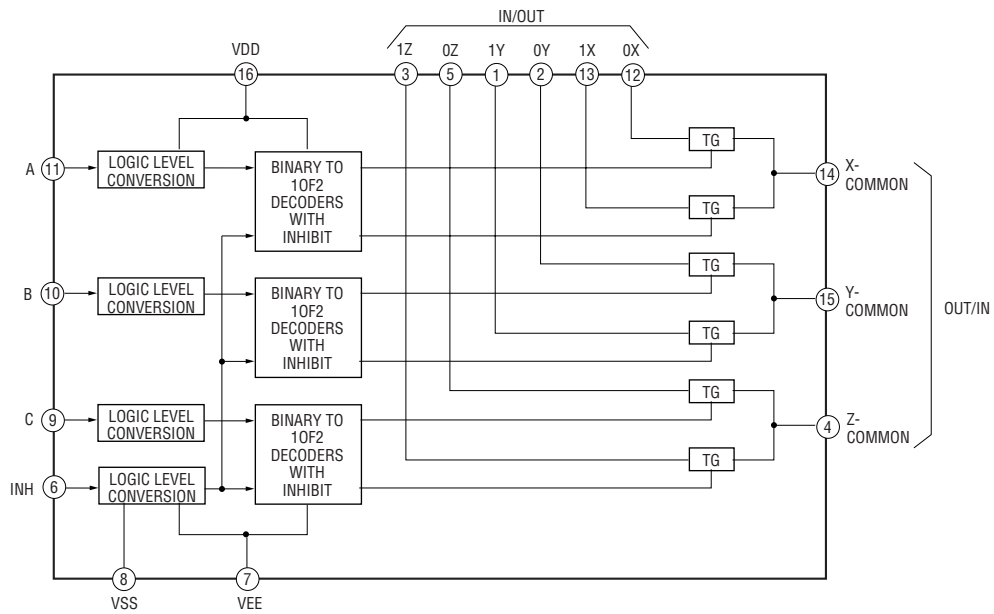 IN/OUT
VDD 1Z 0Z 1Y 0Y 1X 0X
16 3 5 1 2 13 12
TG
A 11 LOGIC LEVEL
CONVERSION
BINARY TO
1OF2
DECODERS
WITH
INHIBIT
14 X-
COMMON
TG
TG
B 10 LOGIC LEVEL
CONVERSION
BINARY TO
1OF2
DECODERS
WITH
INHIBIT
15 Y-
COMMON
OUT/IN
TG
TG
C 9 LOGIC LEVEL
CONVERSION
BINARY TO
1OF2
DECODERS
WITH
INHIBIT
4 Z-
COMMON
TG
INH 6 LOGIC LEVEL
CONVERSION
8 7
VSS VEE